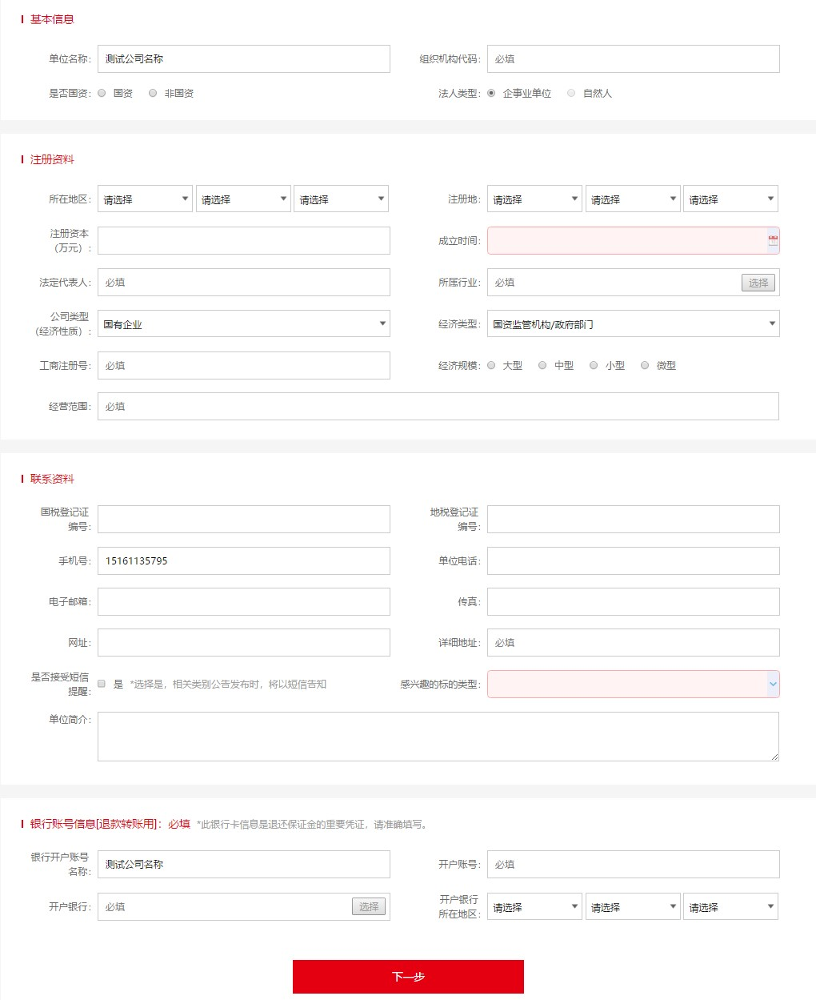 基本信息
单位名称： 测试公司名称 组织机构代码： 必填
是否国资： 国资 非国资 法人类型： 企事业单位 自然人
注册资料
所在地区： 请选择 请选择 请选择 注册地： 请选择 请选择 请选择
注册资本
（万元）： 成立时间：
法定代表人： 必填 所属行业： 必填 选择
公司类型
（经济性质）： 国有企业 经济类型： 国资监管机构/政府部门
工商注册号： 必填 经济规模： 大型 中型 小型 微型
经营范围： 必填
联系资料
国税登记证
编号： 地税登记证
编号：
手机号： 15161135795 单位电话：
电子邮箱： 传真：
网址： 详细地址： 必填
是否接受短信
提醒： 是 *选择是，相关类别公告发布时，将以短信告知 感兴趣的标的类型：
单位简介：
银行账号信息[退款转账用]：必填 *此银行卡信息是退还保证金的重要凭证，请准确填写。
银行开户账号
名称： 测试公司名称 开户账号： 必填
开户银行： 必填 选择 开户银行
所在地区： 请选择 请选择 请选择
下一步